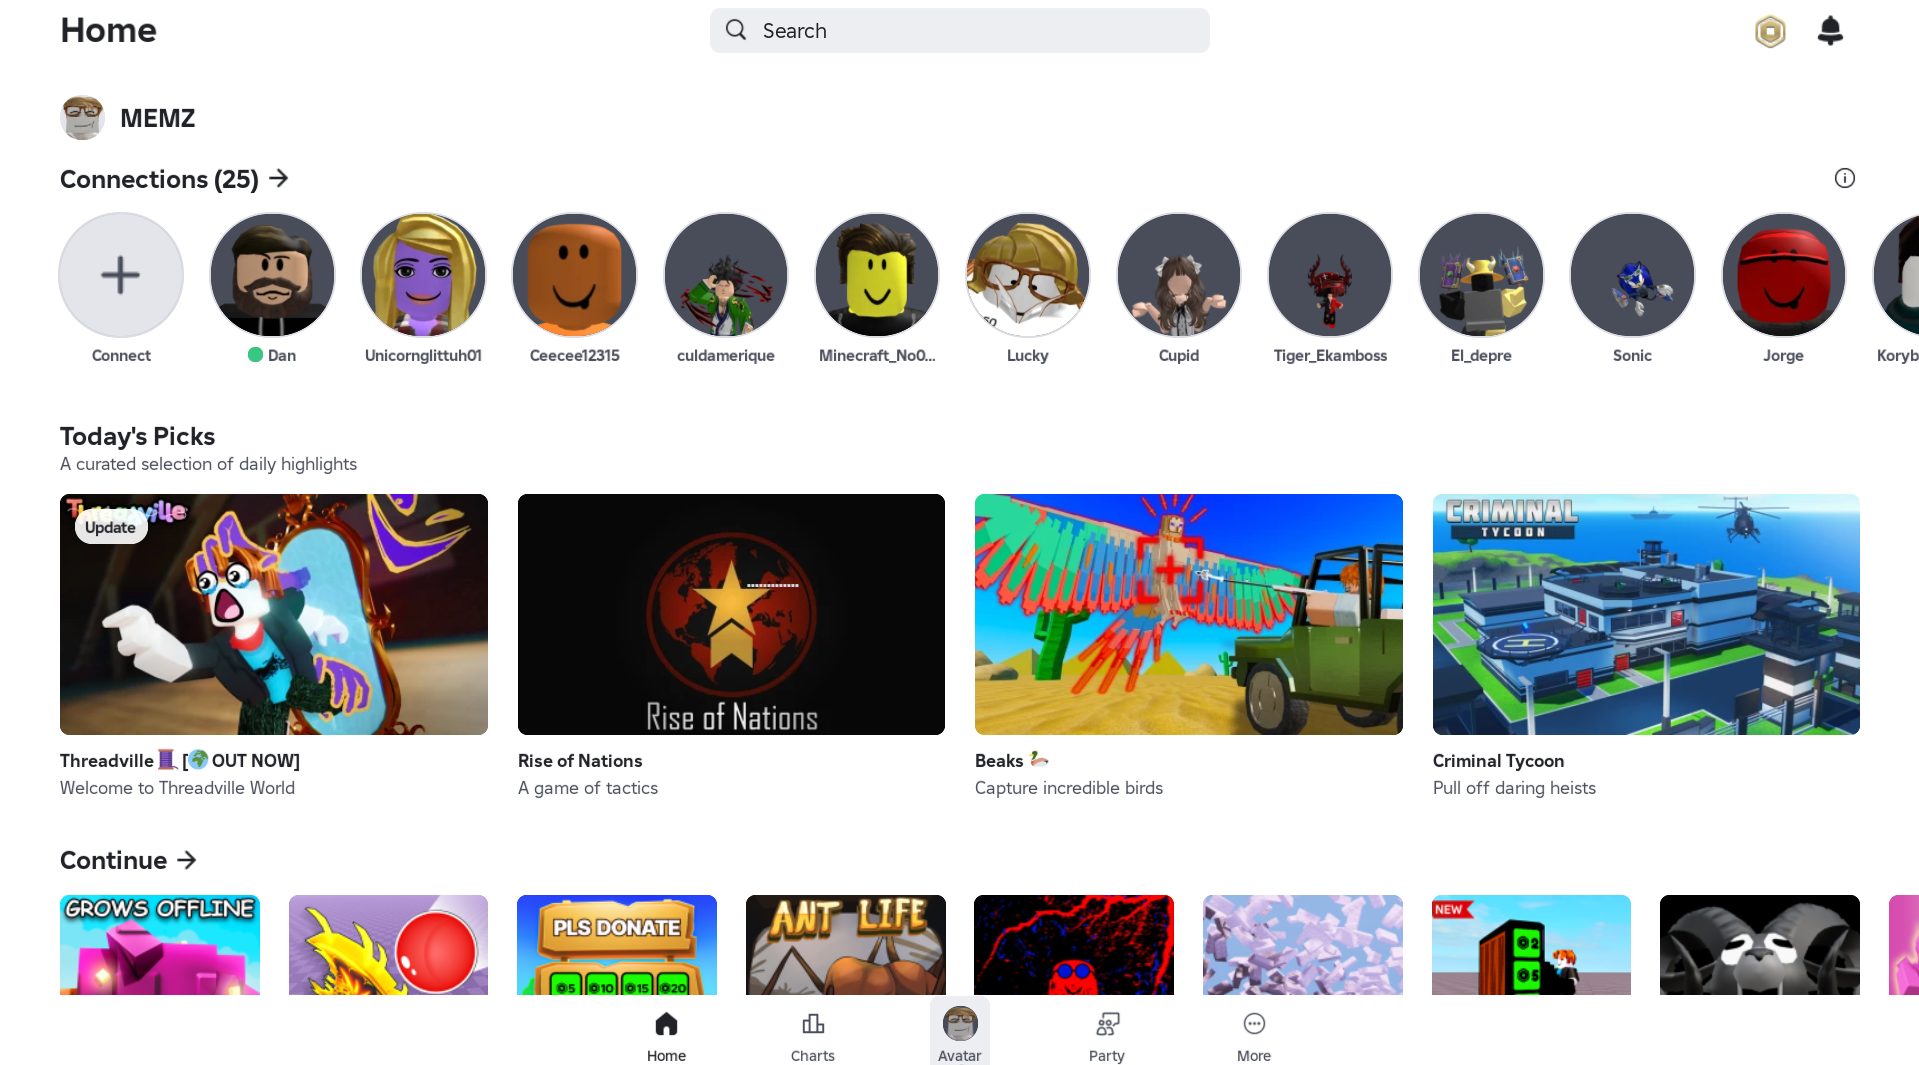 Home
Search
MEMZ
Connections (25)
Connect
Dan
Unicornglittuh01
Ceecee12315
culdamerique
Minecraft_No0...
Lucky
Cupid
Tiger_Ekamboss
El_depre
Sonic
Jorge
Koryb
Today's Picks
A curated selection of daily highlights
Threadville
Update
Rise of Nations
CRIMINAL
TYCOON
Threadville [ OUT NOW]
Welcome to Threadville World
Rise of Nations
A game of tactics
Beaks
Capture incredible birds
Criminal Tycoon
Pull off daring heists
Continue
GROWS OFFLINE
PLS DONATE
5 10 15 20
ANT LIFE
NEW
2
5
Home
Charts
Avatar
Party
More